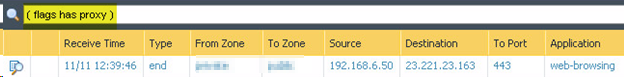 ( flags has proxy )
Receive Time Type From Zone To Zone Source Destination To Port Application
11/11 12:39:46 end 192.168.6.50 23.221.23.163 443 web-browsing